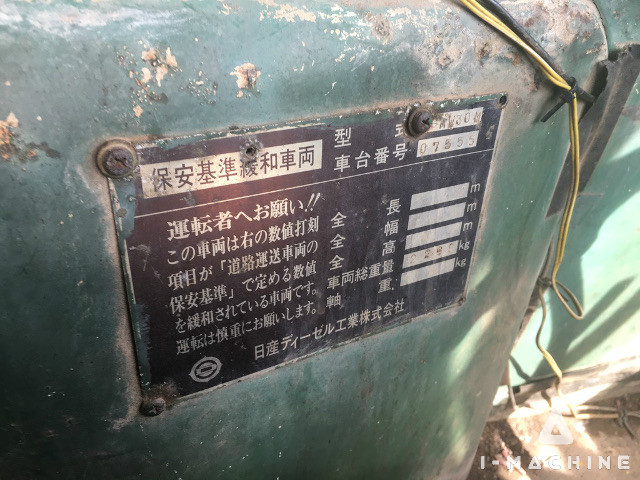 保安基準緩和車両
運転者へお願い!!
この車両は右の数値打刻
項目が「道路運送車両の
保安基準」で定める数値
を緩和されている車両です。
運転は慎重にお願いします。
型式
車台番号
全長 m
全幅 m
全高 m
車両総重量 kg
軸重 kg
日産ディーゼル工業株式会社
I-MACHINE